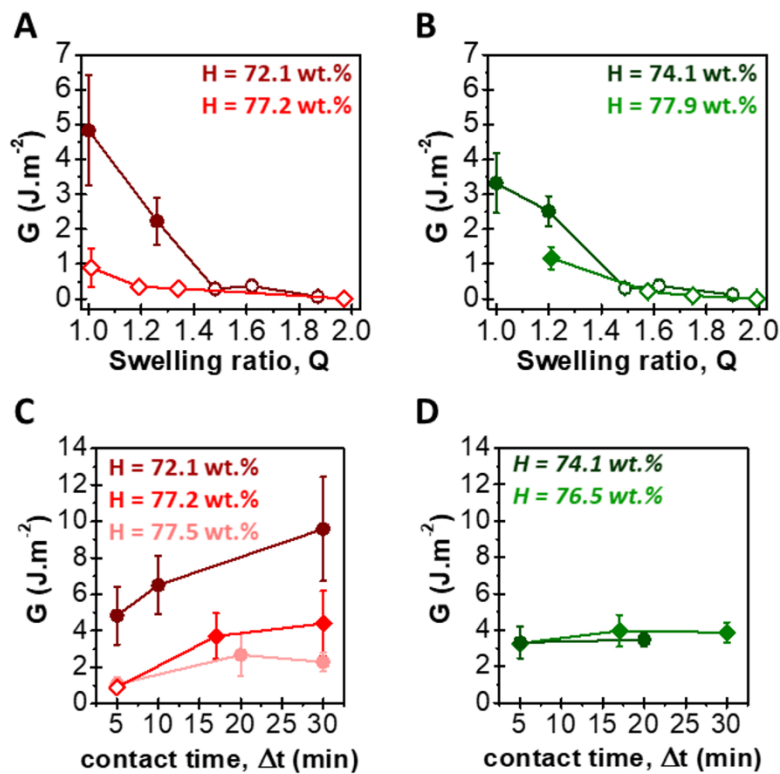 A
7
6
5
4
3
2
1
0
G (J.m⁻²)
H = 72.1 wt.%
H = 77.2 wt.%
1.0 1.2 1.4 1.6 1.8 2.0
Swelling ratio, Q
B
7
6
5
4
3
2
1
0
G (J.m⁻²)
H = 74.1 wt.%
H = 77.9 wt.%
1.0 1.2 1.4 1.6 1.8 2.0
Swelling ratio, Q
C
14
12
10
8
6
4
2
0
G (J.m⁻²)
H = 72.1 wt.%
H = 77.2 wt.%
H = 77.5 wt.%
5 10 15 20 25 30
contact time, Δt (min)
D
14
12
10
8
6
4
2
0
G (J.m⁻²)
H = 74.1 wt.%
H = 76.5 wt.%
5 10 15 20 25 30
contact time, Δt (min)